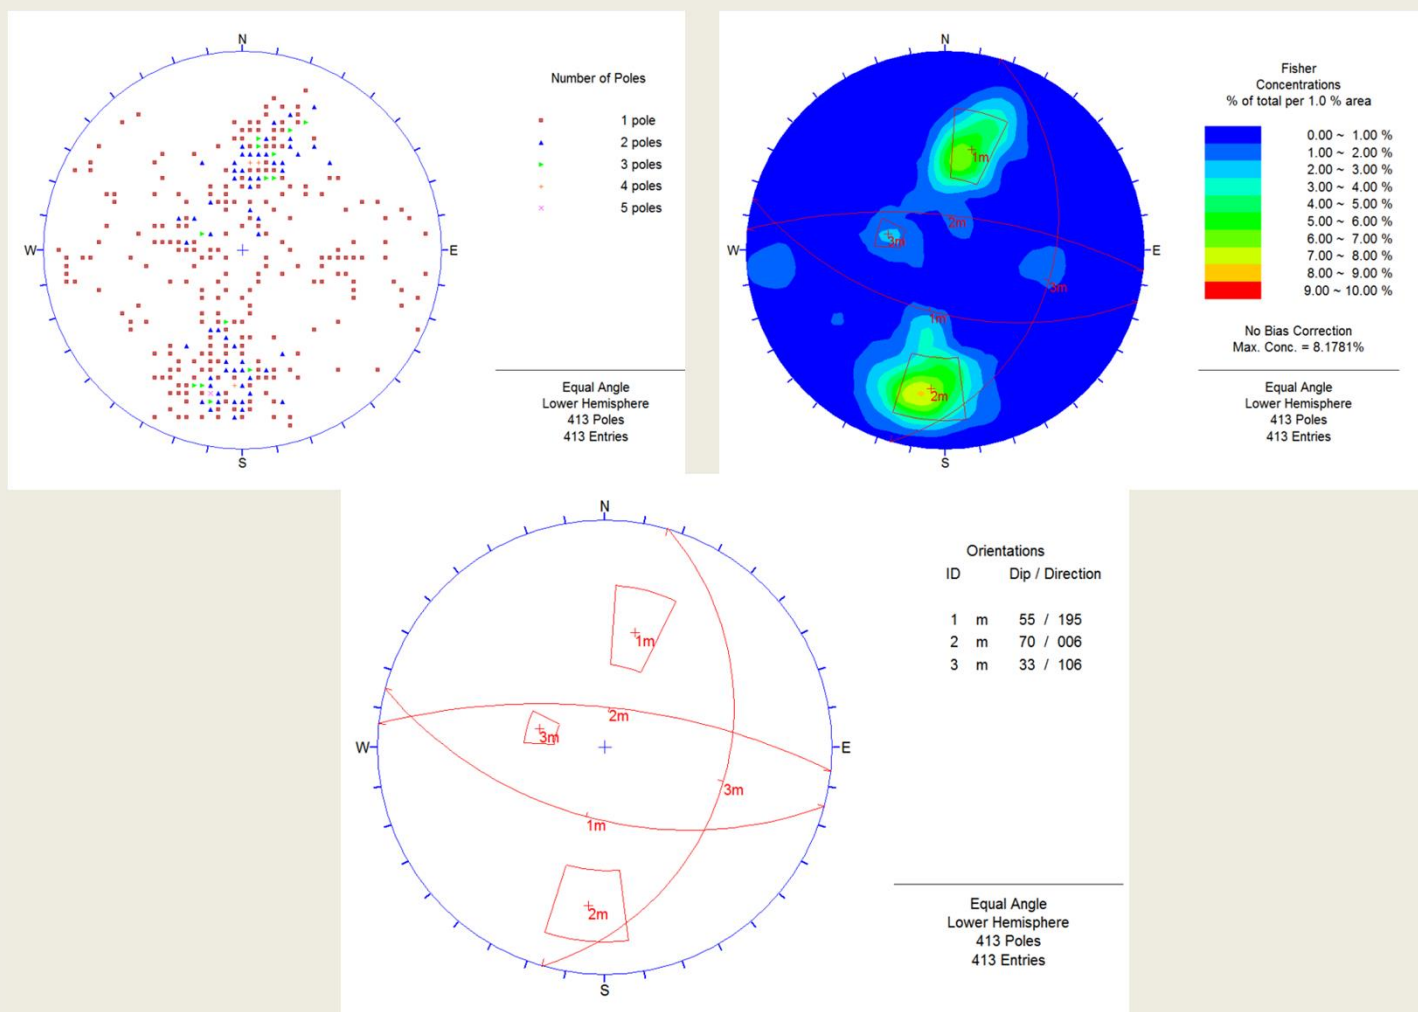 N
W
E
S
Number of Poles
1 pole
2 poles
3 poles
4 poles
5 poles
Equal Angle
Lower Hemisphere
413 Poles
413 Entries
N
W
E
S
1m
2m
3m
3m
1m
2m
Fisher
Concentrations
% of total per 1.0 % area
0.00 ~ 1.00 %
1.00 ~ 2.00 %
2.00 ~ 3.00 %
3.00 ~ 4.00 %
4.00 ~ 5.00 %
5.00 ~ 6.00 %
6.00 ~ 7.00 %
7.00 ~ 8.00 %
8.00 ~ 9.00 %
9.00 ~ 10.00 %
No Bias Correction
Max. Conc. = 8.1781%
Equal Angle
Lower Hemisphere
413 Poles
413 Entries
N
W
E
S
1m
2m
3m
3m
1m
2m
Orientations
ID Dip / Direction
1 m 55 / 195
2 m 70 / 006
3 m 33 / 106
Equal Angle
Lower Hemisphere
413 Poles
413 Entries